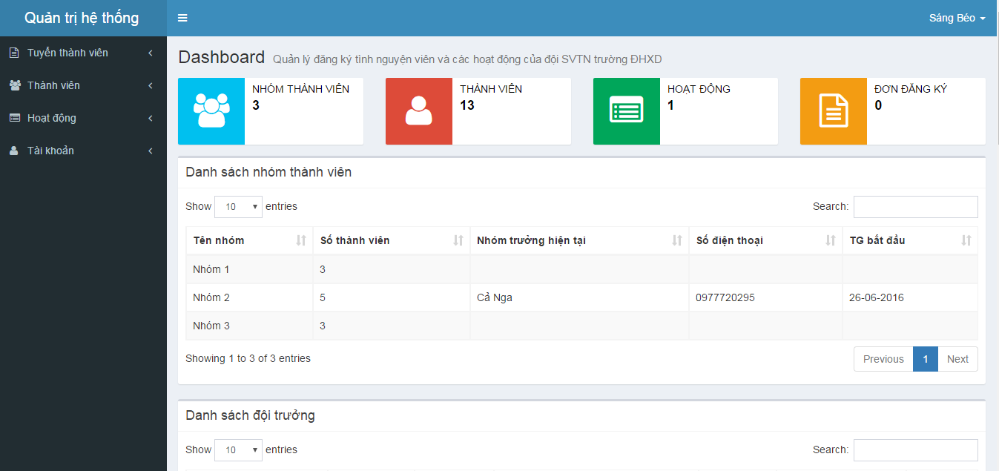 Quản trị hệ thống
Sáng Béo
Tuyển thành viên
Thành viên
Hoạt động
Tài khoản
Dashboard Quản lý đăng ký tình nguyện viên và các hoạt động của đội SVTN trường ĐHXD
NHÓM THÀNH VIÊN
3
THÀNH VIÊN
13
HOẠT ĐỘNG
1
ĐƠN ĐĂNG KÝ
0
Danh sách nhóm thành viên
Show 10 entries Search:
Tên nhóm Số thành viên Nhóm trưởng hiện tại Số điện thoại TG bắt đầu
Nhóm 1 3
Nhóm 2 5 Cả Nga 0977720295 26-06-2016
Nhóm 3 3
Showing 1 to 3 of 3 entries Previous 1 Next
Danh sách đội trưởng
Show 10 entries Search: